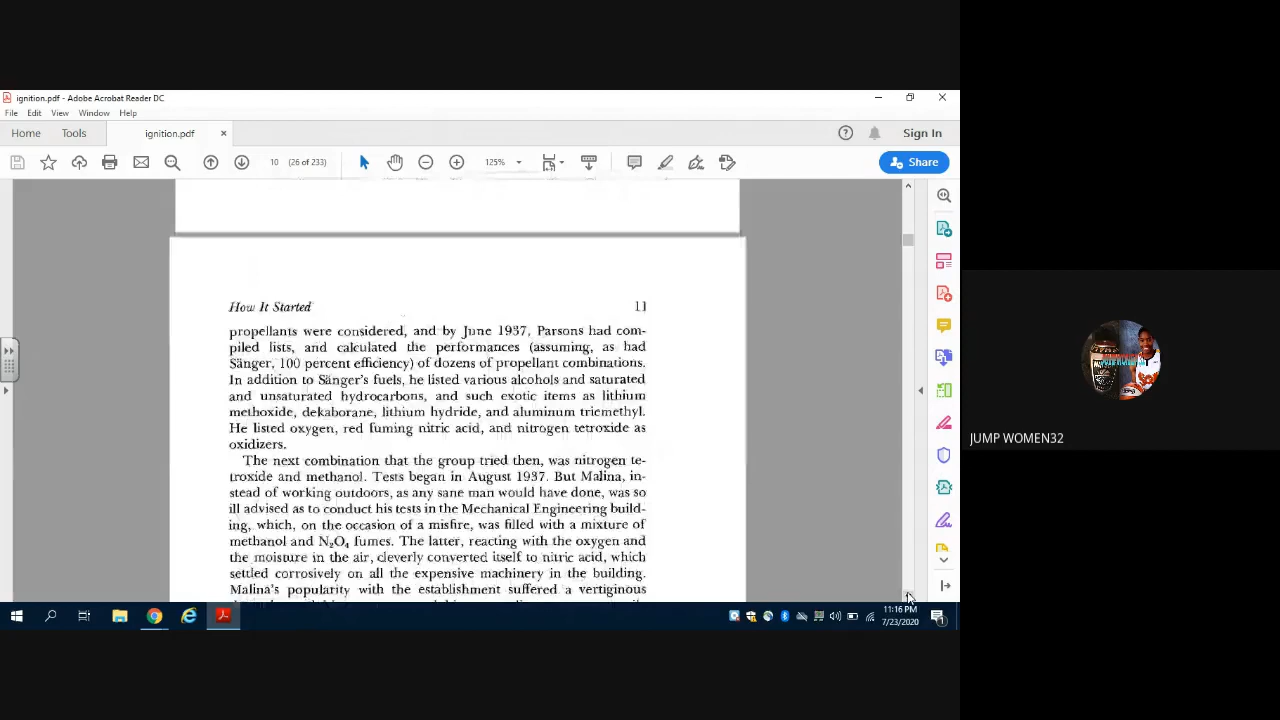 ignition.pdf - Adobe Acrobat Reader DC
File Edit View Window Help
Home Tools ignition.pdf × Sign In
10 (26 of 233) 125% Share
How It Started 11
propellants were considered, and by June 1937, Parsons had com-
piled lists, and calculated the performances (assuming, as had
Sänger, 100 percent efficiency) of dozens of propellant combinations.
In addition to Sänger's fuels, he listed various alcohols and saturated
and unsaturated hydrocarbons, and such exotic items as lithium
methoxide, dekaborane, lithium hydride, and aluminum triemethyl.
He listed oxygen, red fuming nitric acid, and nitrogen tetroxide as
oxidizers.
The next combination that the group tried then, was nitrogen te-
troxide and methanol. Tests began in August 1937. But Malina, in-
stead of working outdoors, as any sane man would have done, was so
ill advised as to conduct his tests in the Mechanical Engineering build-
ing, which, on the occasion of a misfire, was filled with a mixture of
methanol and N₂O₄ fumes. The latter, reacting with the oxygen and
the moisture in the air, cleverly converted itself to nitric acid, which
settled corrosively on all the expensive machinery in the building.
Malina's popularity with the establishment suffered a vertiginous
11:16 PM
7/23/2020
JUMP WOMEN32